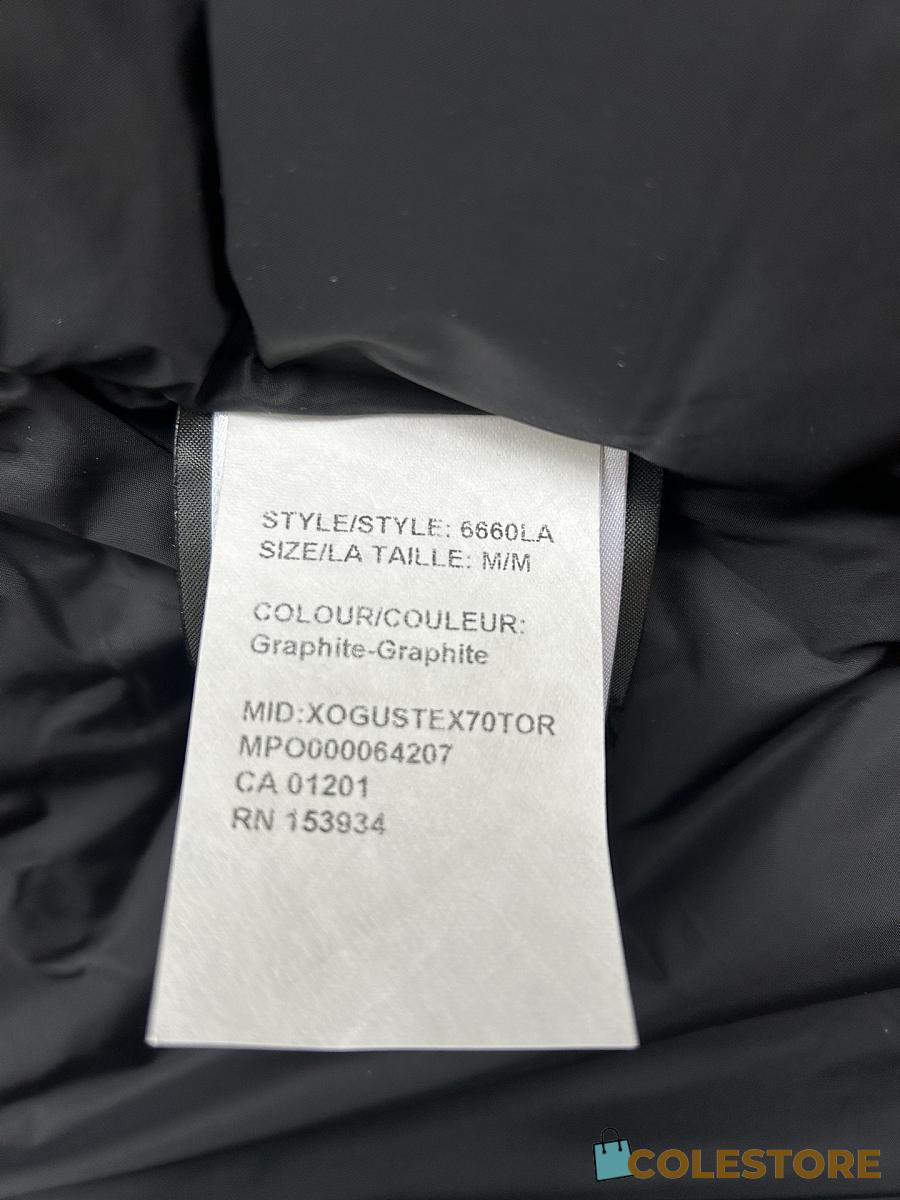 STYLE/STYLE: 6660LA
SIZE/LA TAILLE: M/M
COLOUR/COULEUR:
Graphite-Graphite
MID:XOGUSTEX70TOR
MPO000064207
CA 01201
RN 153934
COLESTORE